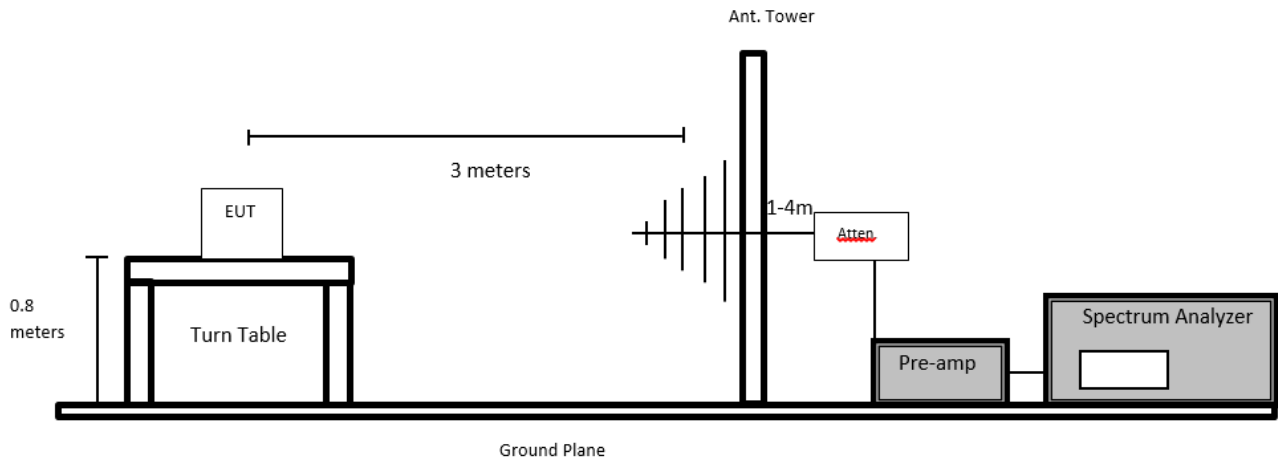 Ant. Tower
3 meters
EUT
1-4m
Atten
0.8
meters
Turn Table
Spectrum Analyzer
Pre-amp
Ground Plane